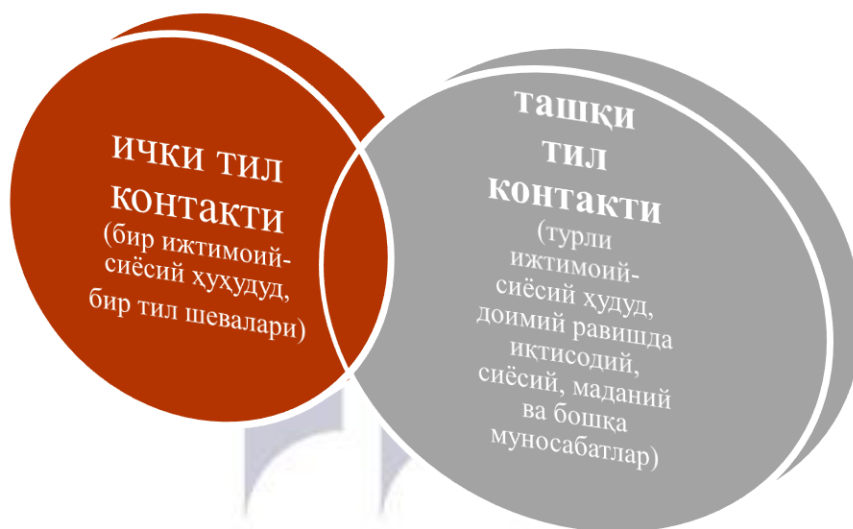 ички тил
контакти
(бир ижтимоий-
сиёсий ҳуҳудуд,
бир тил шевалари)
ташқи
тил
контакти
(турли
ижтимоий-
сиёсий ҳудуд,
доимий равишда
иқтисодий,
сиёсий, маданий
ва бошқа
муносабатлар)